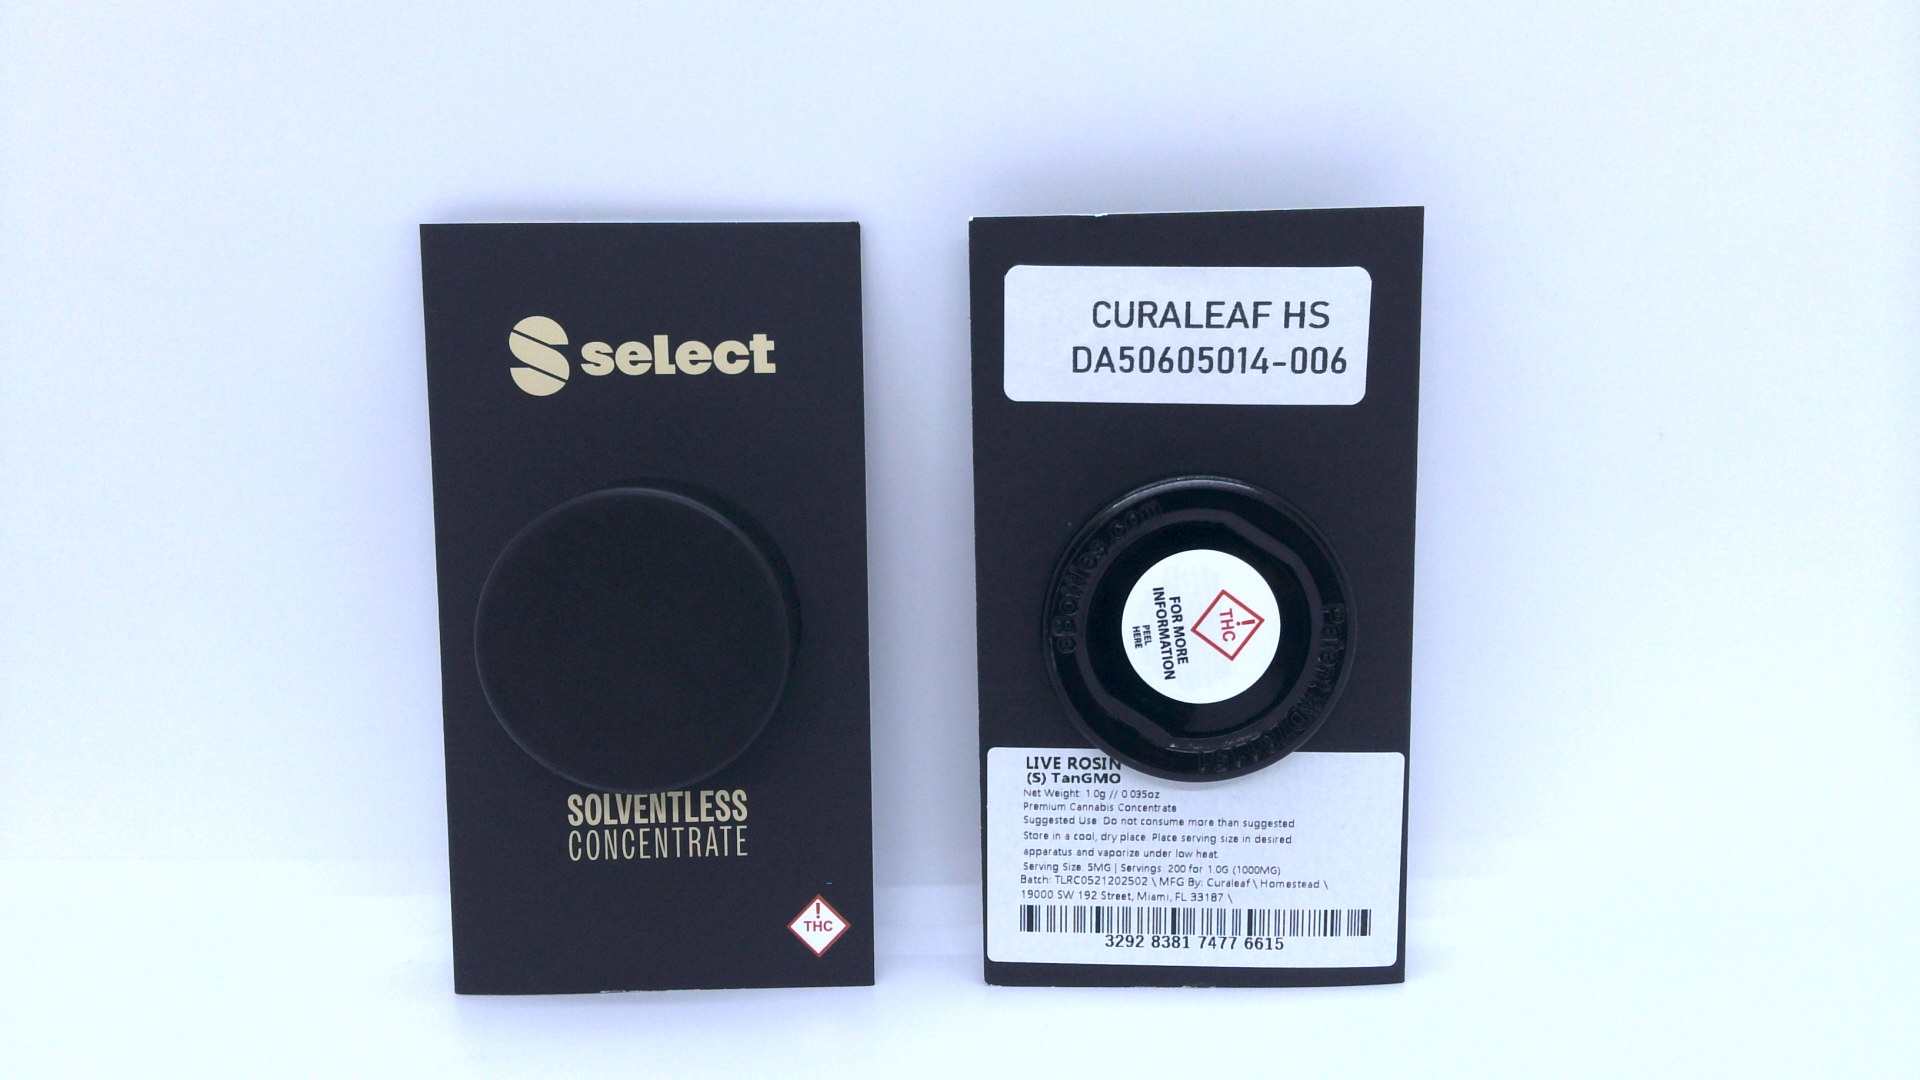 select
SOLVENTLESS
CONCENTRATE
THC
CURALEAF HS
DA50605014-006
eBottles.com
THC
FOR MORE
INFORMATION
PEEL
HERE
LIVE ROSIN
(S) TanGMO
Net Weight: 1.0g // 0.035oz
Premium Cannabis Concentrate
Suggested Use: Do not consume more than suggested
Store in a cool, dry place. Place serving size in desired
apparatus and vaporize under low heat.
Serving Size: 5MG | Servings: 200 for 1.0G (1000MG)
Batch: TLRC0521202502 \ MFG By: Curaleaf \ Homestead \
19000 SW 192 Street, Miami, FL 33187 \
3292 8381 7477 6615